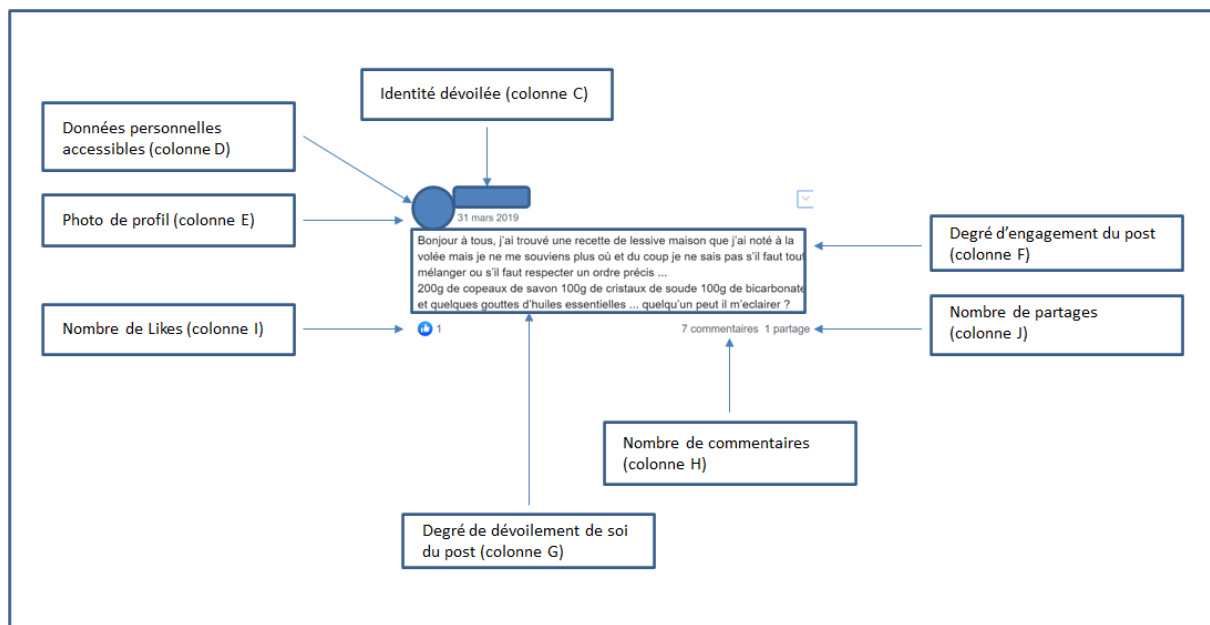 Identité dévoilée (colonne C)
Données personnelles
accessibles (colonne D)
Photo de profil (colonne E)
31 mars 2019
Bonjour à tous, j'ai trouvé une recette de lessive maison que j'ai noté à la
volée mais je ne me souviens plus où et du coup je ne sais pas s'il faut tout
mélanger ou s'il faut respecter un ordre précis ...
200g de copeaux de savon 100g de cristaux de soude 100g de bicarbonate
et quelques gouttes d'huiles essentielles ... quelqu'un peut il m'eclairer ?
Degré d'engagement du post
(colonne F)
Nombre de Likes (colonne I)
1
7 commentaires 1 partage
Nombre de partages
(colonne J)
Nombre de commentaires
(colonne H)
Degré de dévoilement de soi
du post (colonne G)